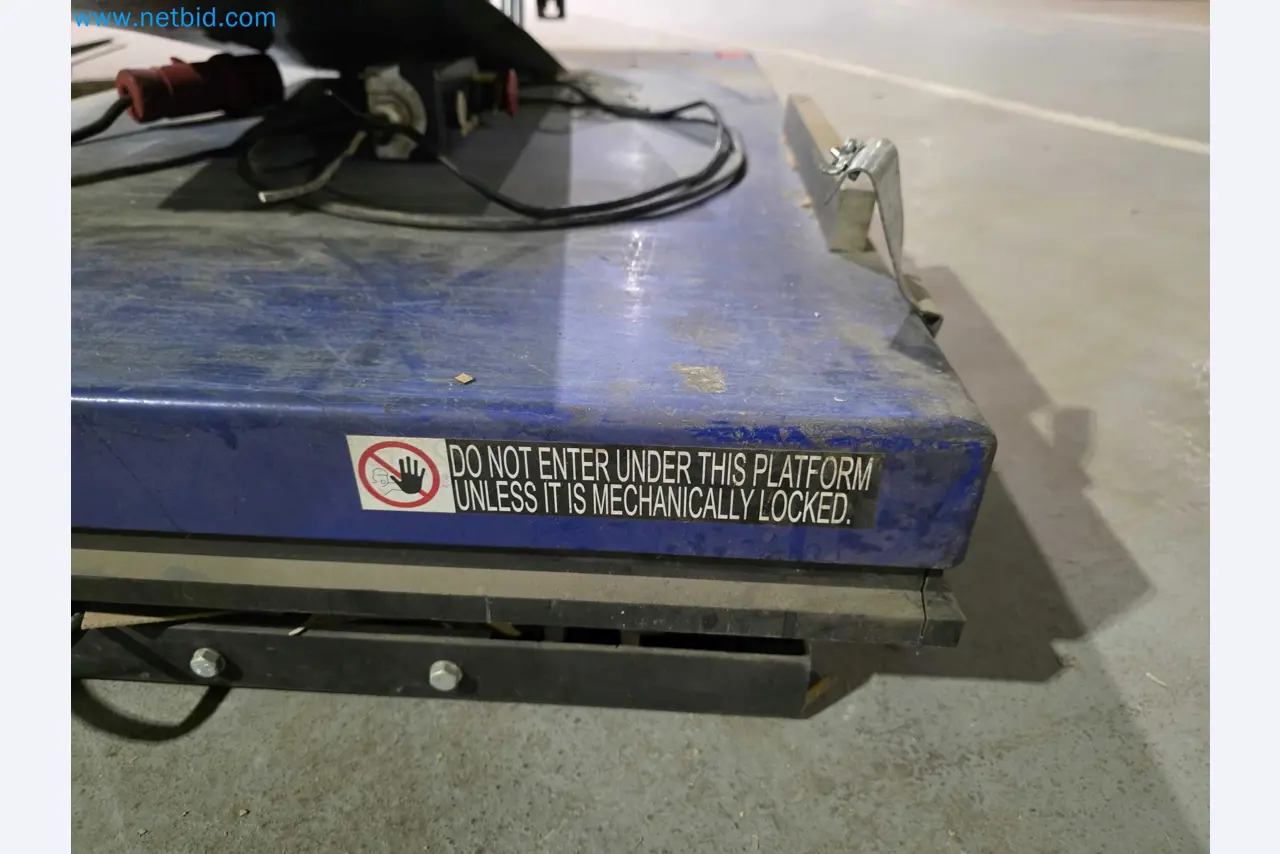 www.netbid.com
DO NOT ENTER UNDER THIS PLATFORM
UNLESS IT IS MECHANICALLY LOCKED.